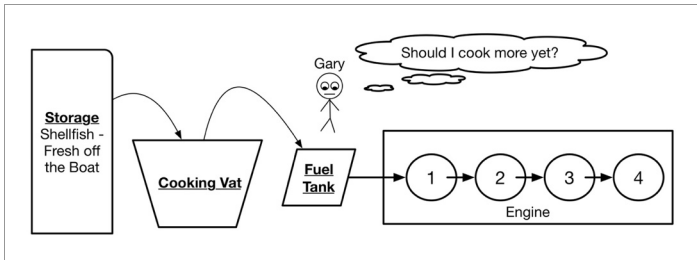 Gary
Should I cook more yet?
Storage
Shellfish -
Fresh off
the Boat
Cooking Vat
Fuel
Tank
1
2
3
4
Engine